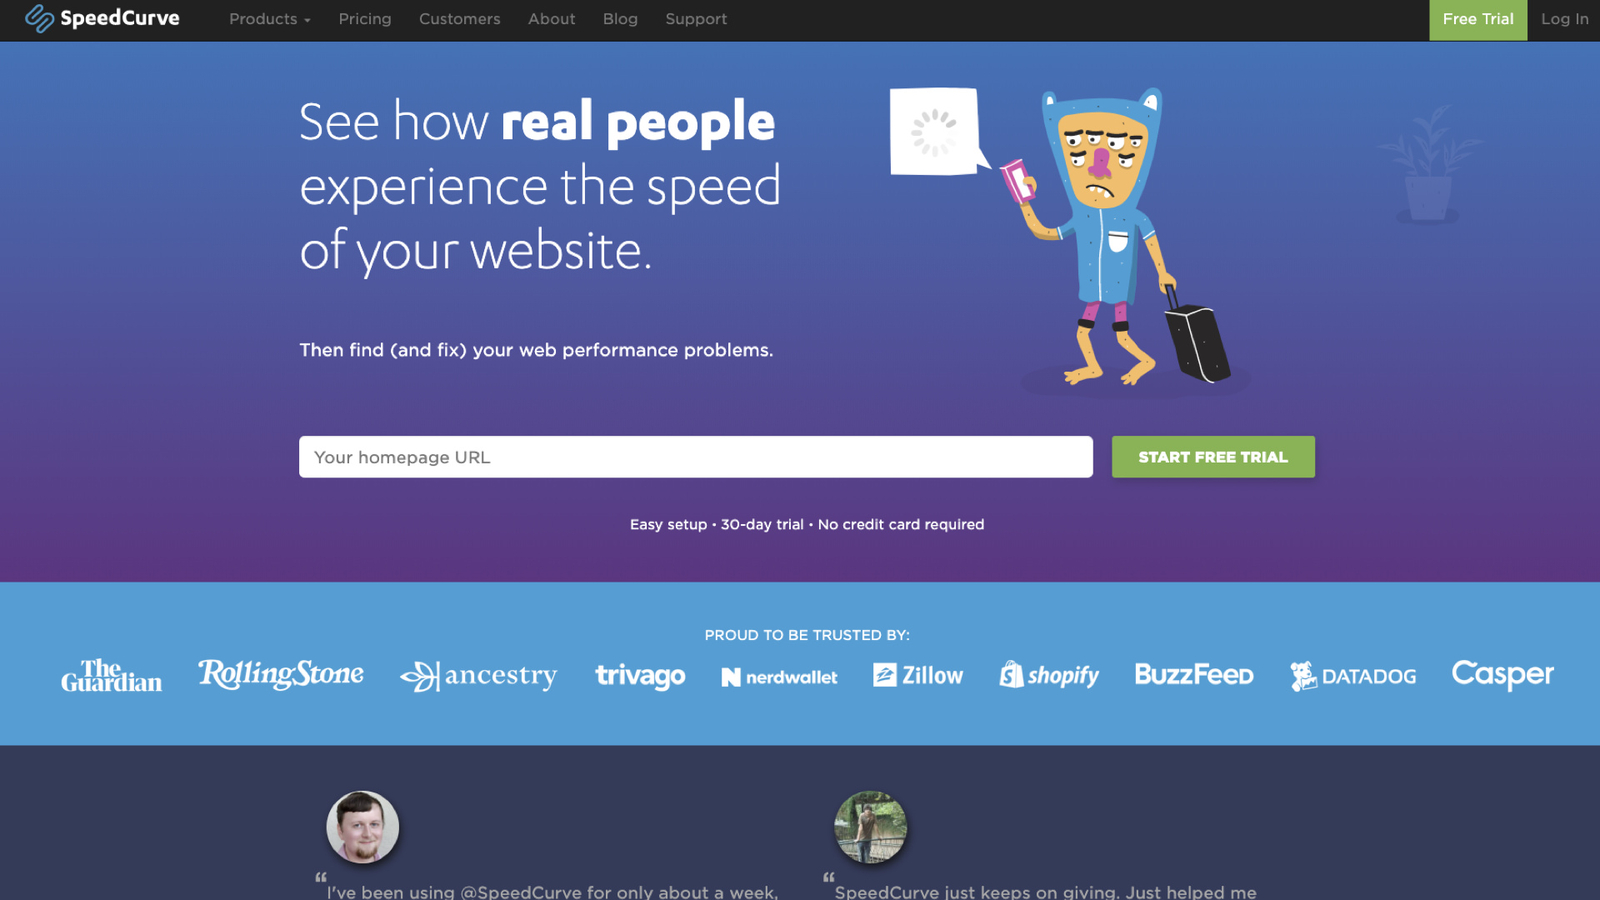 SpeedCurve Products Pricing Customers About Blog Support Free Trial Log In
See how real people
experience the speed
of your website.
Then find (and fix) your web performance problems.
Your homepage URL START FREE TRIAL
Easy setup • 30-day trial • No credit card required
PROUD TO BE TRUSTED BY:
The Guardian RollingStone ancestry trivago nerdwallet Zillow shopify BuzzFeed DATADOG Casper
“I've been using @SpeedCurve for only about a week,
“SpeedCurve just keeps on giving. Just helped me